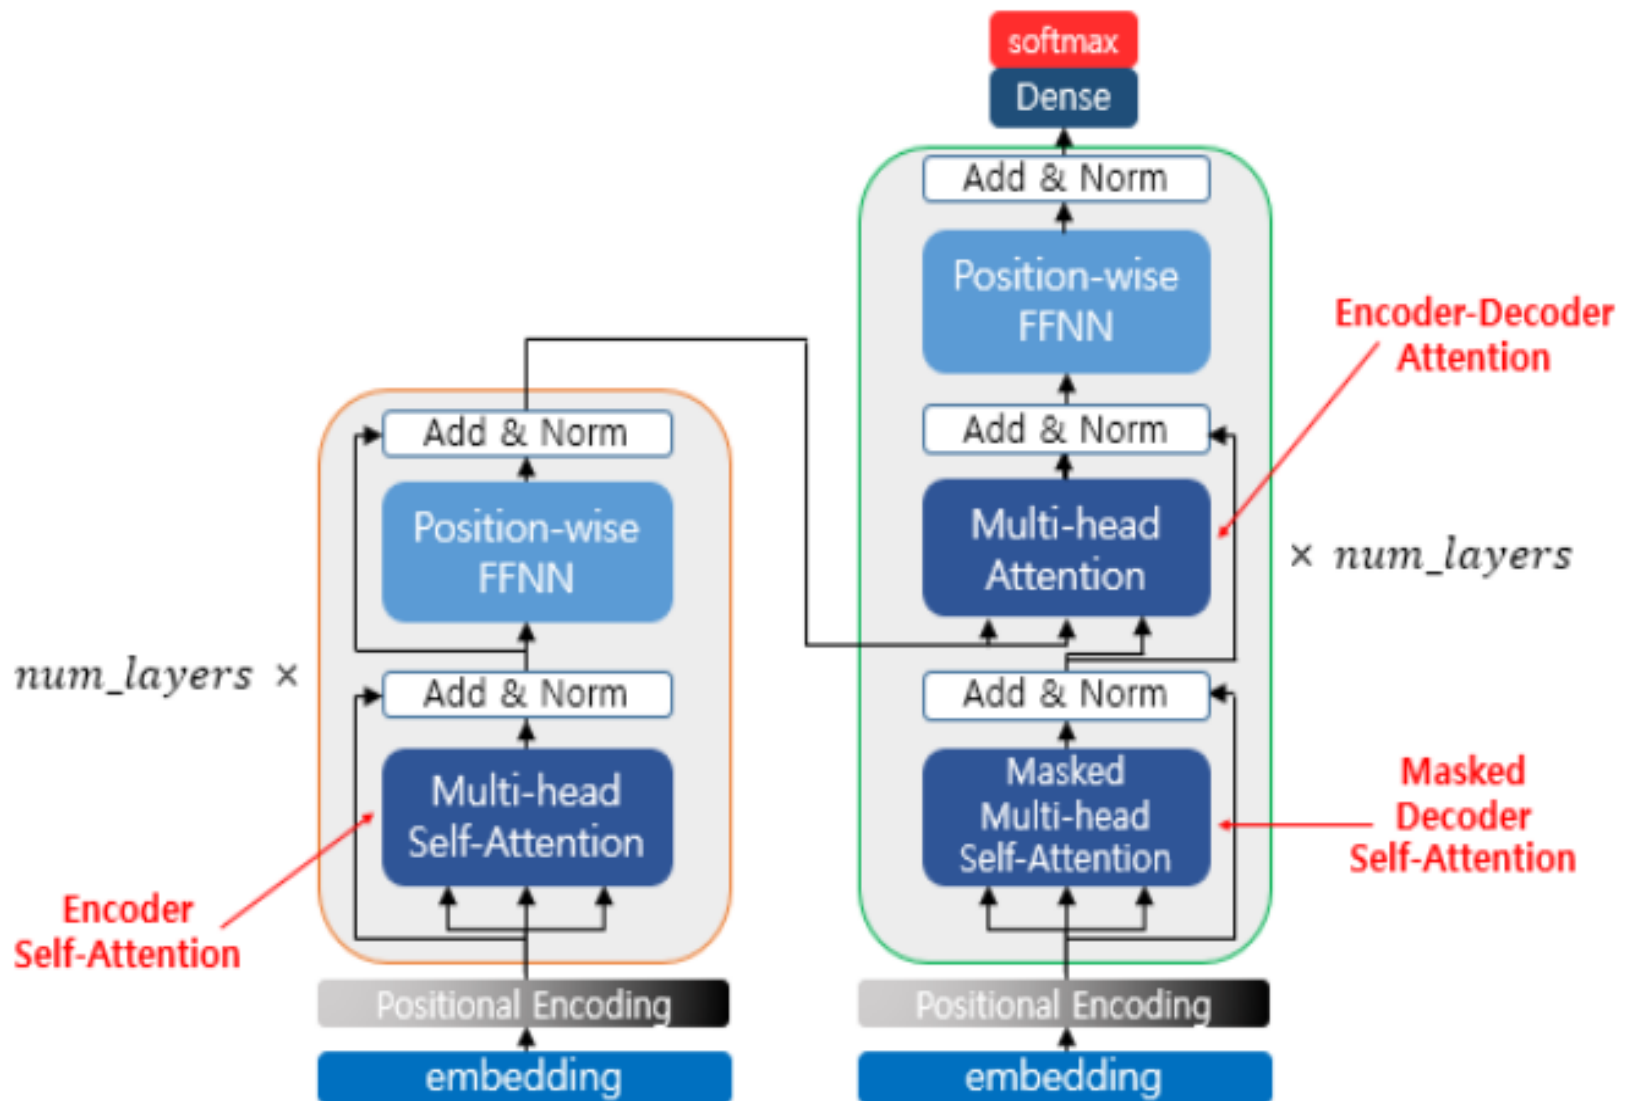 softmax
Dense
Add & Norm
Position-wise
FFNN
Encoder-Decoder
Attention
Add & Norm
Multi-head
Attention
× num_layers
Add & Norm
Masked
Multi-head
Self-Attention
Masked
Decoder
Self-Attention
Positional Encoding
embedding
Add & Norm
Position-wise
FFNN
num_layers ×
Add & Norm
Multi-head
Self-Attention
Encoder
Self-Attention
Positional Encoding
embedding